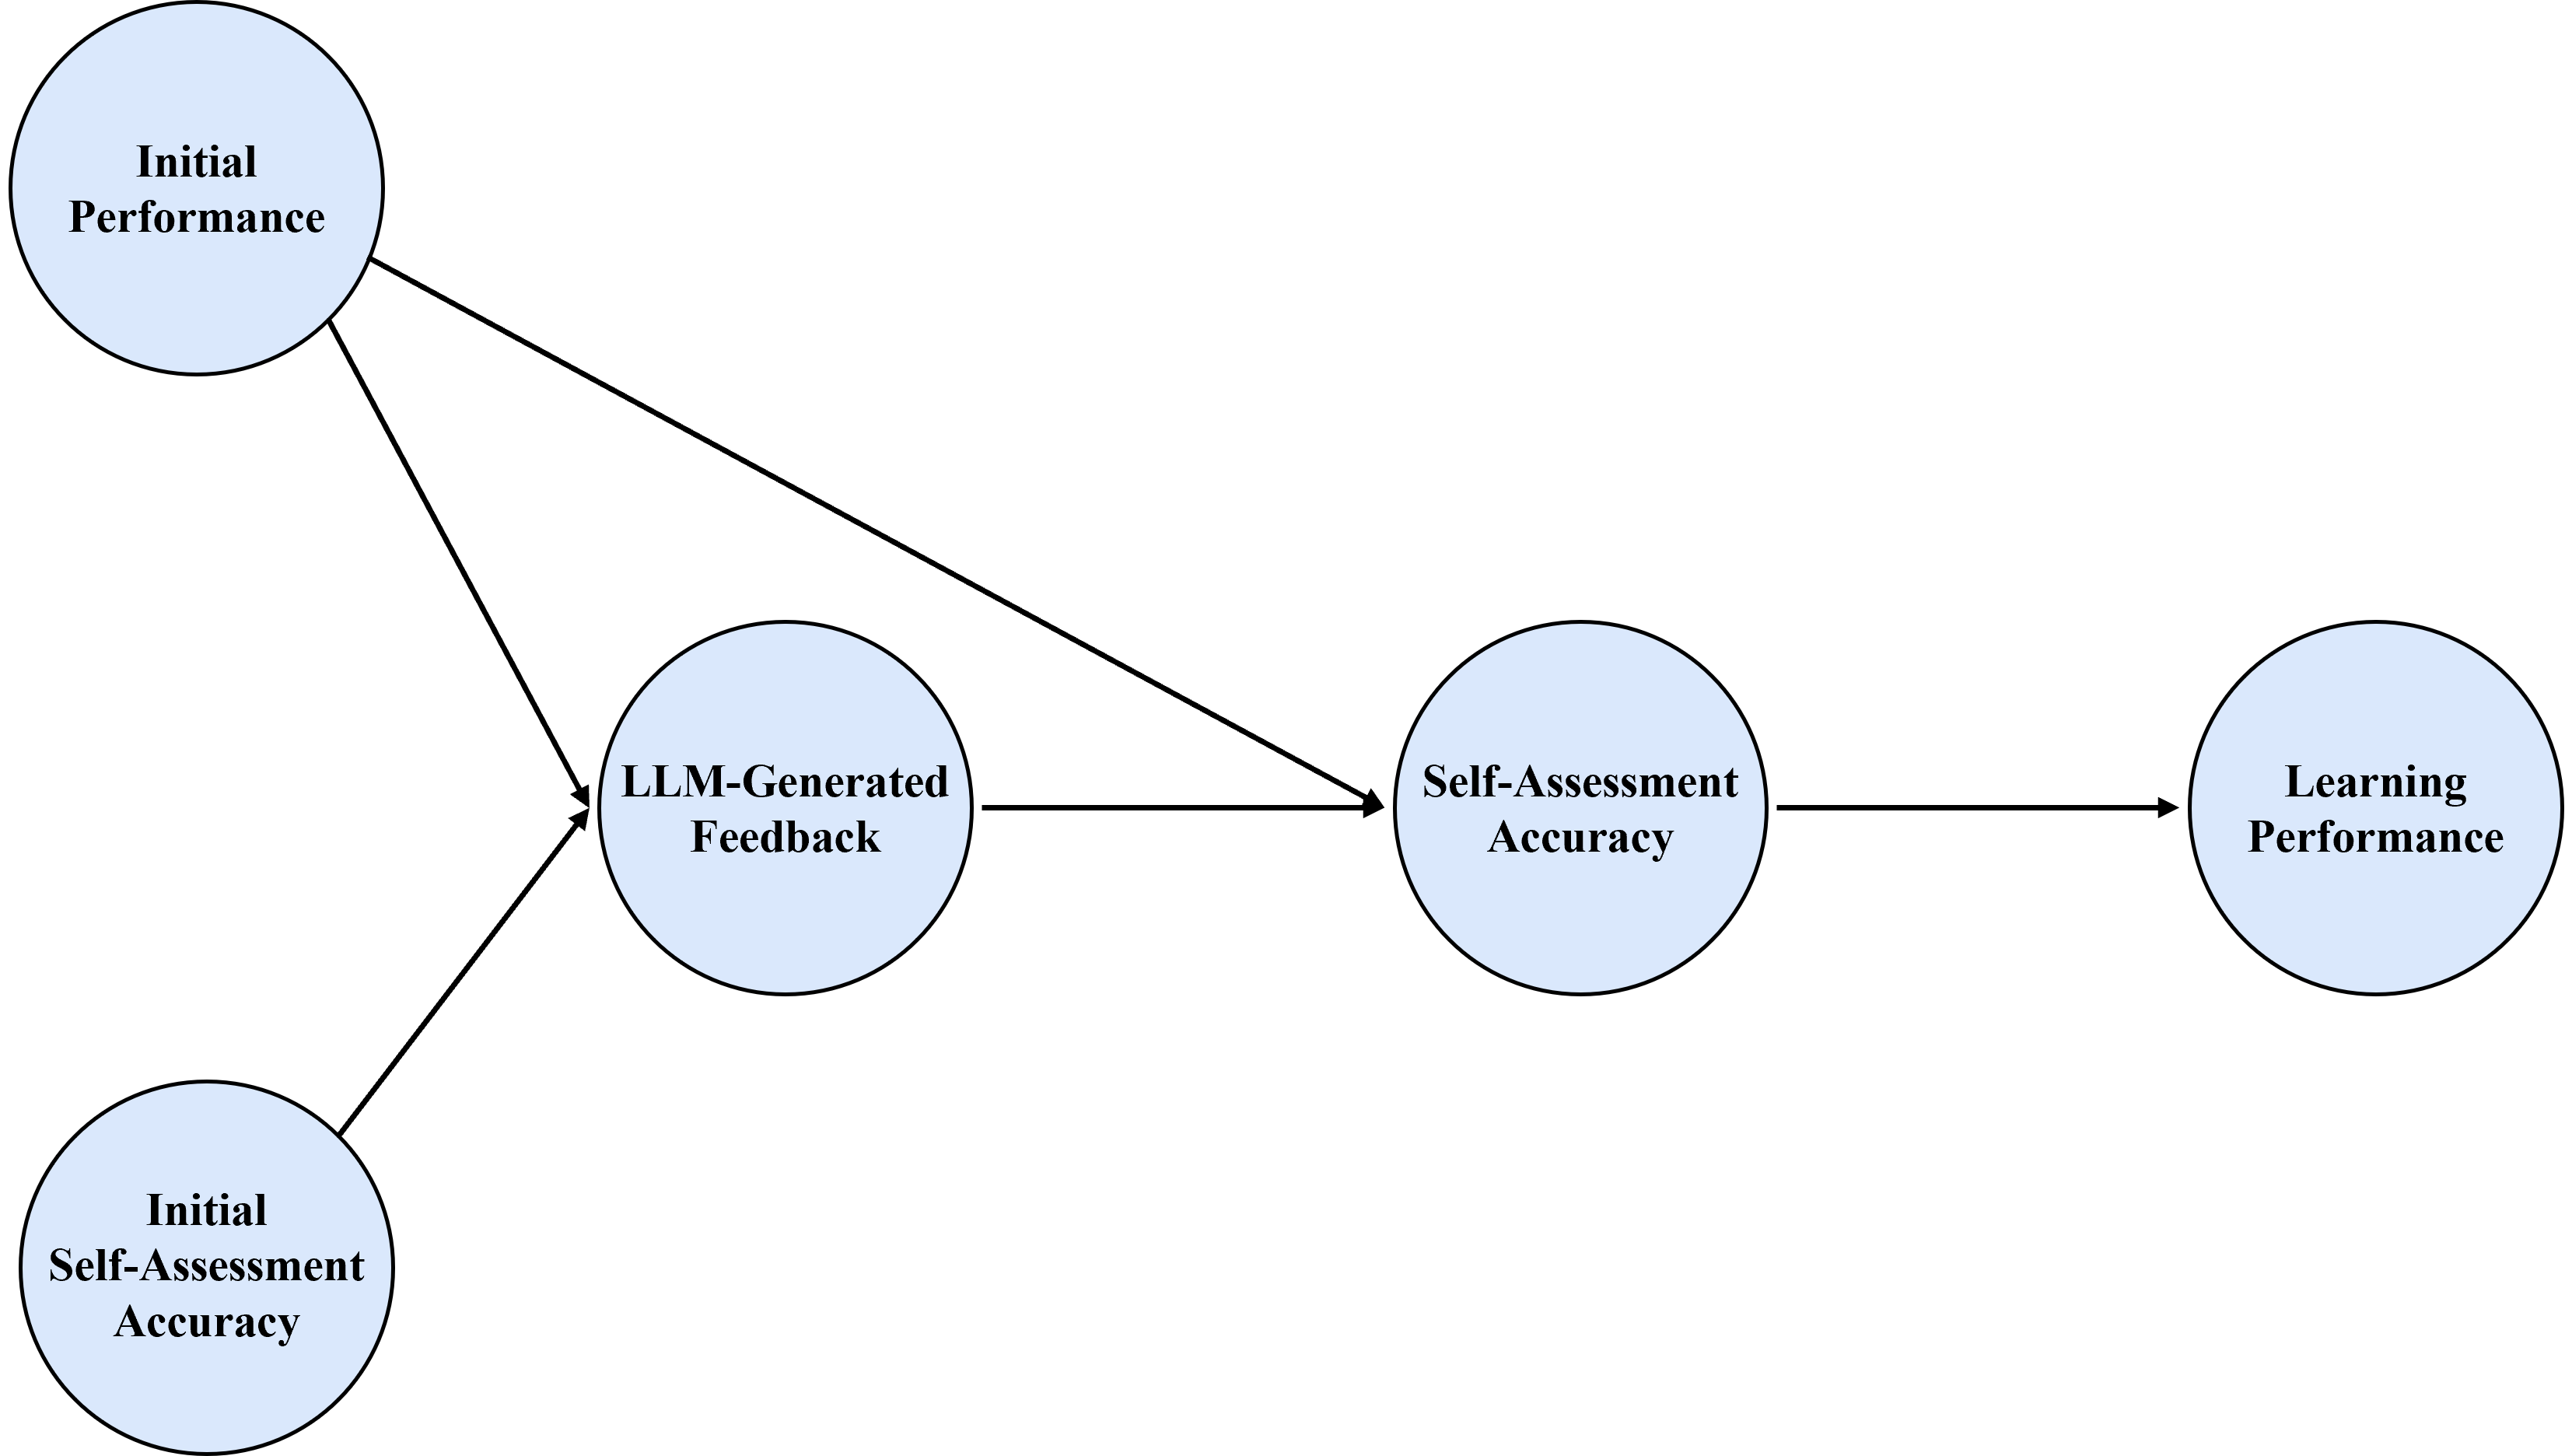 Initial
Performance
LLM-Generated
Feedback
Self-Assessment
Accuracy
Learning
Performance
Initial
Self-Assessment
Accuracy